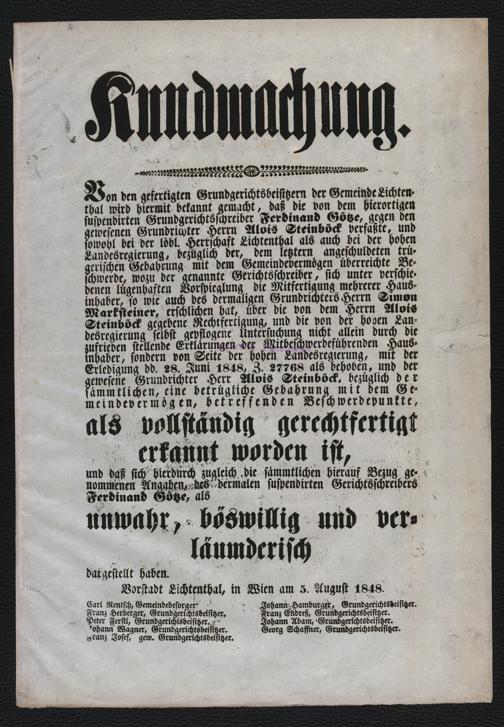 Kundmachung.
Von den gefertigten Grundgerichtsbeisitzern der Gemeinde Lichten-
thal wird hiermit bekannt gemacht, daß die von dem hierortigen
suspendirten Grundgerichtsschreiber Ferdinand Götze, gegen den
gewesenen Grundrichter Herrn Alois Steinböck verfaßte, und
sowohl bei der löbl. Herrschaft Lichtenthal als auch bei der hohen
Landesregierung, bezüglich der, dem letztern angeschuldeten trü-
gerischen Gebahrung mit dem Gemeindevermögen überreichte Be-
schwerde, wozu der genannte Gerichtsschreiber, sich unter verschie-
denen lügenhaften Vorspieglung die Mitfertigung mehrerer Haus-
inhaber, so wie auch des dermaligen Grundrichters Herrn Simon
Marksteiner, erschlichen hat, über die von dem Herrn Alois
Steinböck gegebene Rechtfertigung, und die von der hohen Lan-
desregierung selbst gepflogene Untersuchung nicht allein durch die
zufrieden stellende Erklärungen der Mitbeschwerdeführenden Haus-
inhaber, sondern von Seite der hohen Landesregierung, mit der
Erledigung dd. 28. Juni 1848, Z. 27768 als behoben, und der
gewesene Grundrichter Herr Alois Steinböck, bezüglich der
sämmtlichen, eine betrügliche Gebahrung mit dem Ge-
meindevermögen, betreffenden Beschwerdepunkte,
als vollständig gerechtfertigt
erkannt worden ist,
und daß sich hierdurch zugleich die sämmtlichen hierauf Bezug ge-
nommenen Angaben, des dermalen suspendirten Gerichtsschreibers
Ferdinand Götze, als
unwahr, böswillig und ver-
läumderisch
dargestellt haben.
Vorstadt Lichtenthal, in Wien am 5. August 1848.
Carl Rentsch, Gemeindebesorger
Franz Herberger, Grundgerichtsbeisitzer.
Peter Ferstl, Grundgerichtsbeisitzer.
Johann Wagner, Grundgerichtsbeisitzer.
Franz Josef, gew. Grundgerichtsbeisitzer.
Johann Hamburger, Grundgerichtsbeisitzer.
Franz Endreß, Grundgerichtsbeisitzer.
Johann Adam, Grundgerichtsbeisitzer.
Georg Schaffner, Grundgerichtsbeisitzer.